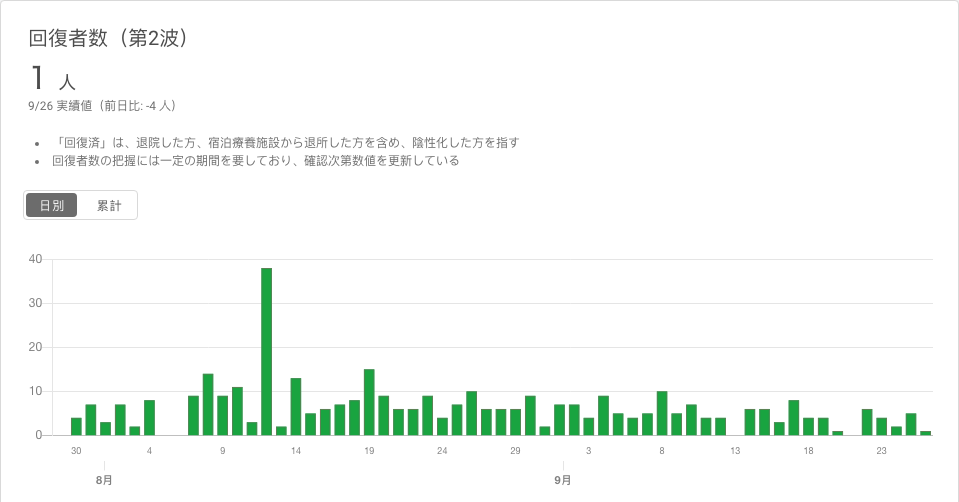 回復者数（第2波）
1 人
9/26 実績値（前日比: -4 人）
• 「回復済」は、退院した方、宿泊療養施設から退所した方を含め、陰性化した方を指す
• 回復者数の把握には一定の期間を要しており、確認次第数値を更新している
日別 累計
40
30
20
10
0
30 4 9 14 19 24 29 3 8 13 18 23
8月 9月